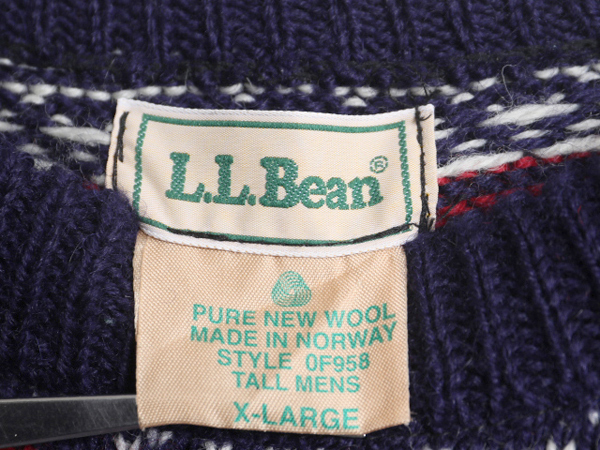 L.L.Bean®
PURE NEW WOOL
MADE IN NORWAY
STYLE 0F958
TALL MENS
X-LARGE